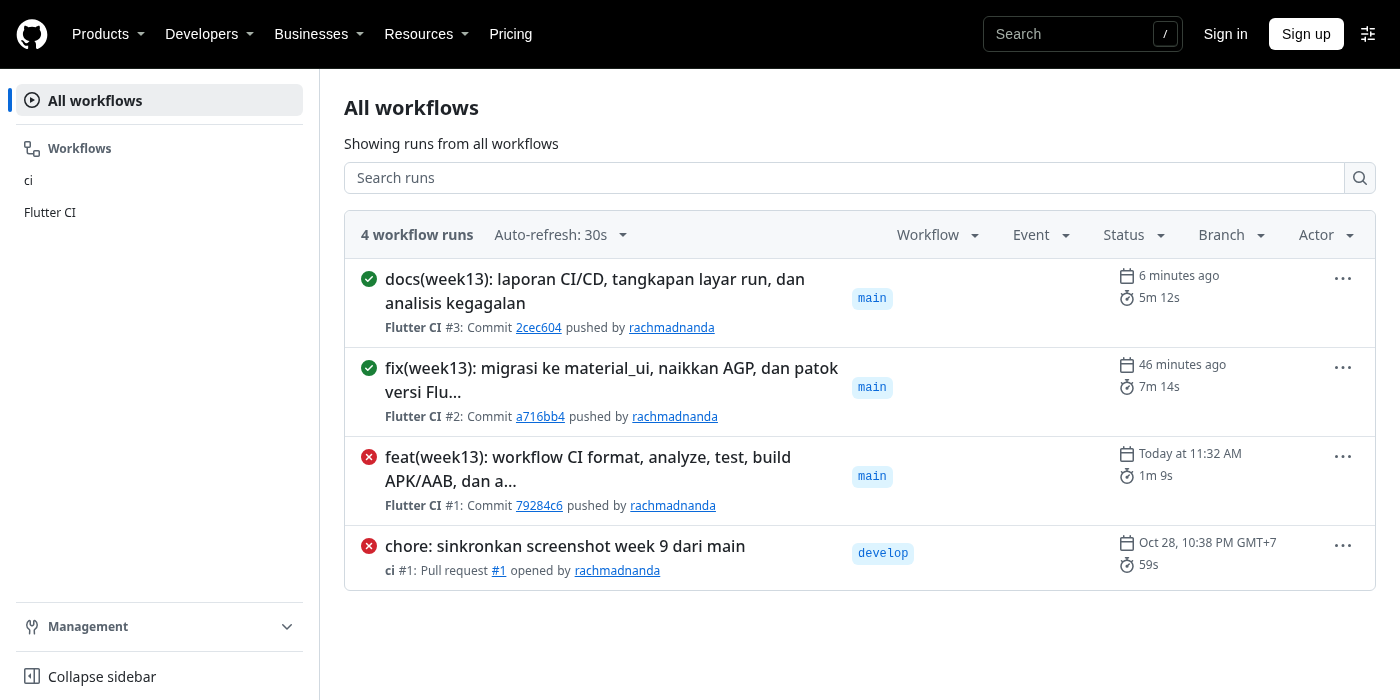 Products Developers Businesses Resources Pricing Search / Sign in Sign up
All workflows
Workflows
ci
Flutter CI
Management
Collapse sidebar
All workflows
Showing runs from all workflows
Search runs
4 workflow runs Auto-refresh: 30s Workflow Event Status Branch Actor
docs(week13): laporan CI/CD, tangkapan layar run, dan
analisis kegagalan
Flutter CI #3: Commit 2cec604 pushed by rachmadnanda
main
6 minutes ago
5m 12s
fix(week13): migrasi ke material_ui, naikkan AGP, dan patok
versi Flu...
Flutter CI #2: Commit a716bb4 pushed by rachmadnanda
main
46 minutes ago
7m 14s
feat(week13): workflow CI format, analyze, test, build
APK/AAB, dan a...
Flutter CI #1: Commit 79284c6 pushed by rachmadnanda
main
Today at 11:32 AM
1m 9s
chore: sinkronkan screenshot week 9 dari main
ci #1: Pull request #1 opened by rachmadnanda
develop
Oct 28, 10:38 PM GMT+7
59s